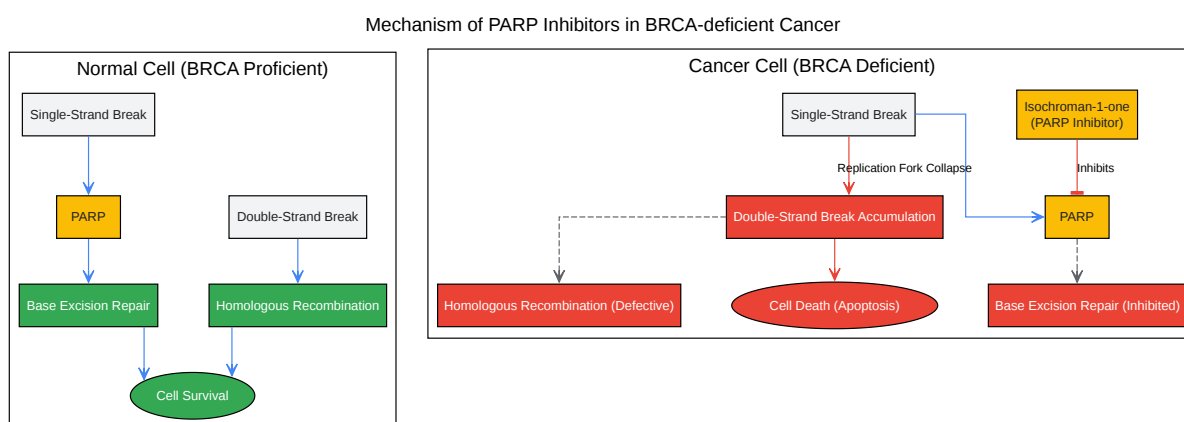 Mechanism of PARP Inhibitors in BRCA-deficient Cancer
Normal Cell (BRCA Proficient)
Single-Strand Break
PARP
Double-Strand Break
Base Excision Repair
Homologous Recombination
Cell Survival
Cancer Cell (BRCA Deficient)
Single-Strand Break
Isochroman-1-one
(PARP Inhibitor)
Replication Fork Collapse
Inhibits
Double-Strand Break Accumulation
PARP
Homologous Recombination (Defective)
Cell Death (Apoptosis)
Base Excision Repair (Inhibited)